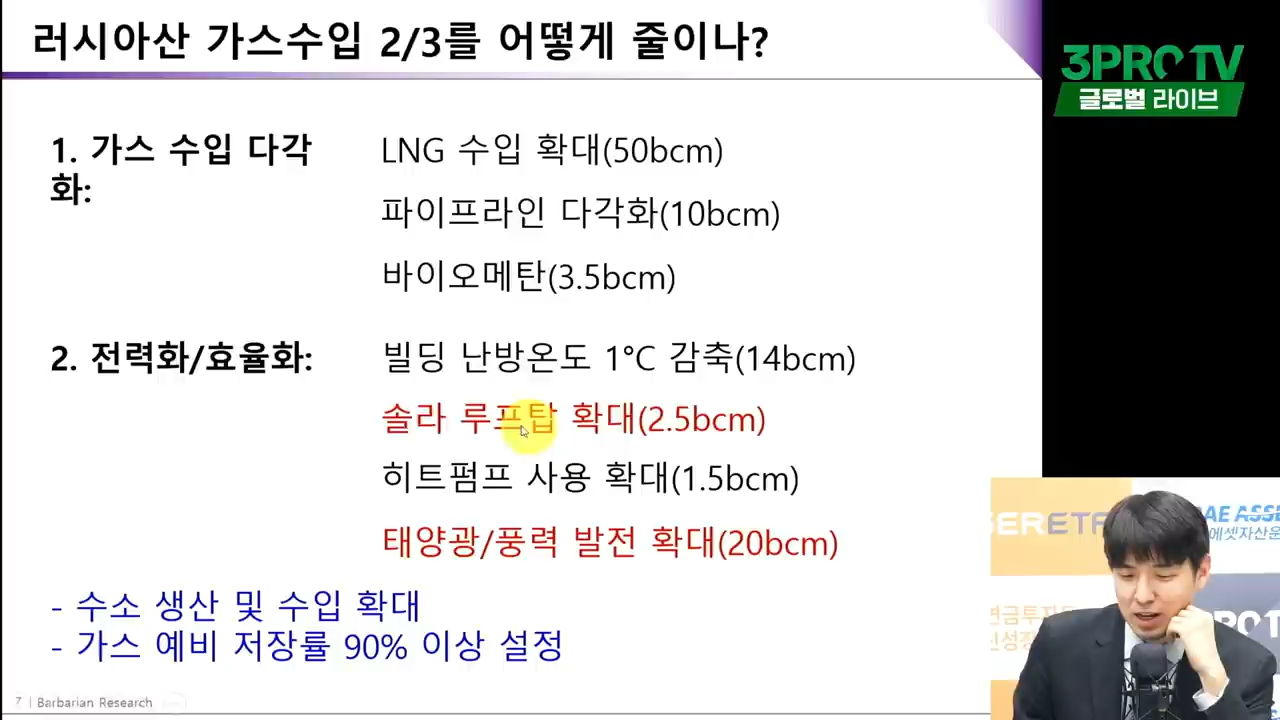 러시아산 가스수입 2/3를 어떻게 줄이나?
3PRO TV
글로벌 라이브
1. 가스 수입 다각
화:
LNG 수입 확대(50bcm)
파이프라인 다각화(10bcm)
바이오메탄(3.5bcm)
2. 전력화/효율화:
빌딩 난방온도 1°C 감축(14bcm)
솔라 루프탑 확대(2.5bcm)
히트펌프 사용 확대(1.5bcm)
태양광/풍력 발전 확대(20bcm)
- 수소 생산 및 수입 확대
- 가스 예비 저장률 90% 이상 설정
7 | Barbarian Research